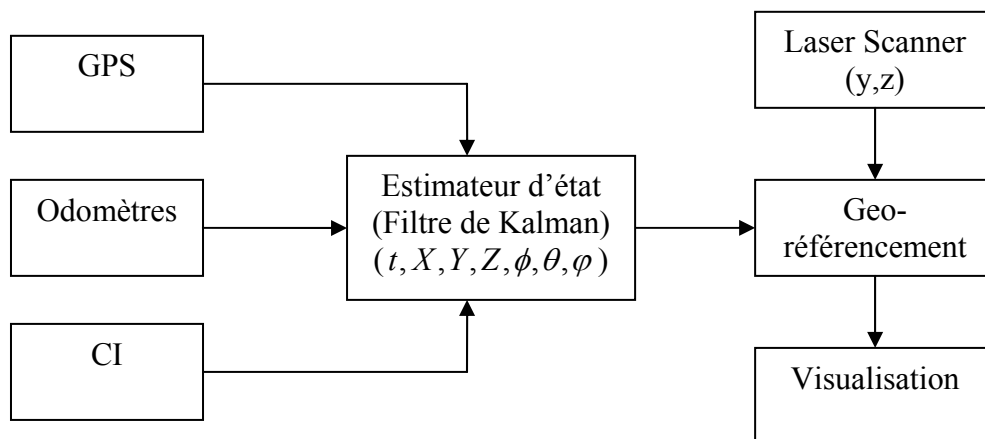 GPS
Laser Scanner
(y,z)
Odomètres
Estimateur d'état
(Filtre de Kalman)
(t, X, Y, Z, ϕ, θ, φ)
Geo-
référencement
CI
Visualisation